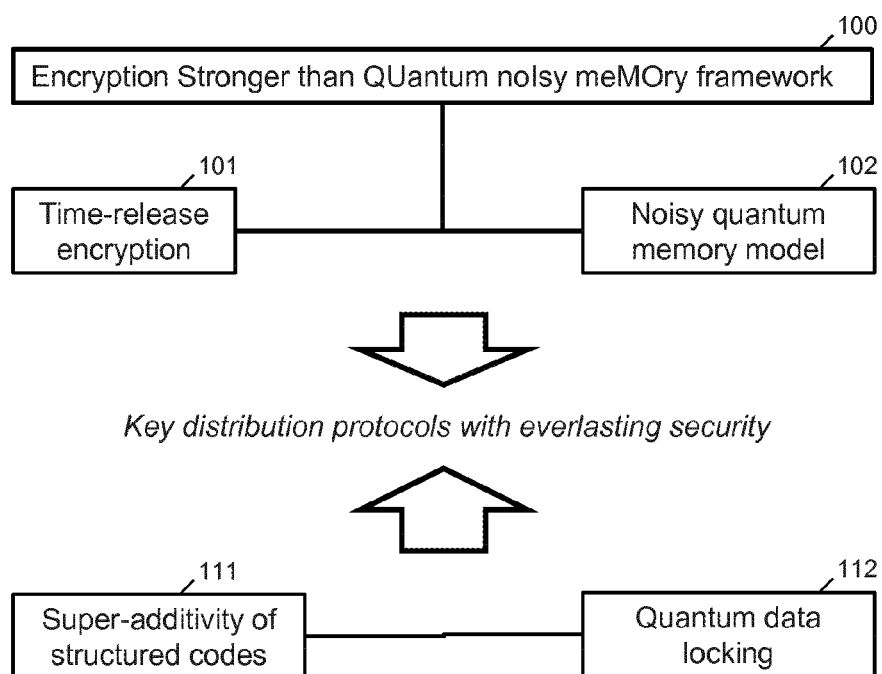 100
Encryption Stronger than QUantum noIsy meMOry framework
101
102
Time-release
encryption
Noisy quantum
memory model
Key distribution protocols with everlasting security
111
112
Super-additivity of
structured codes
Quantum data
locking